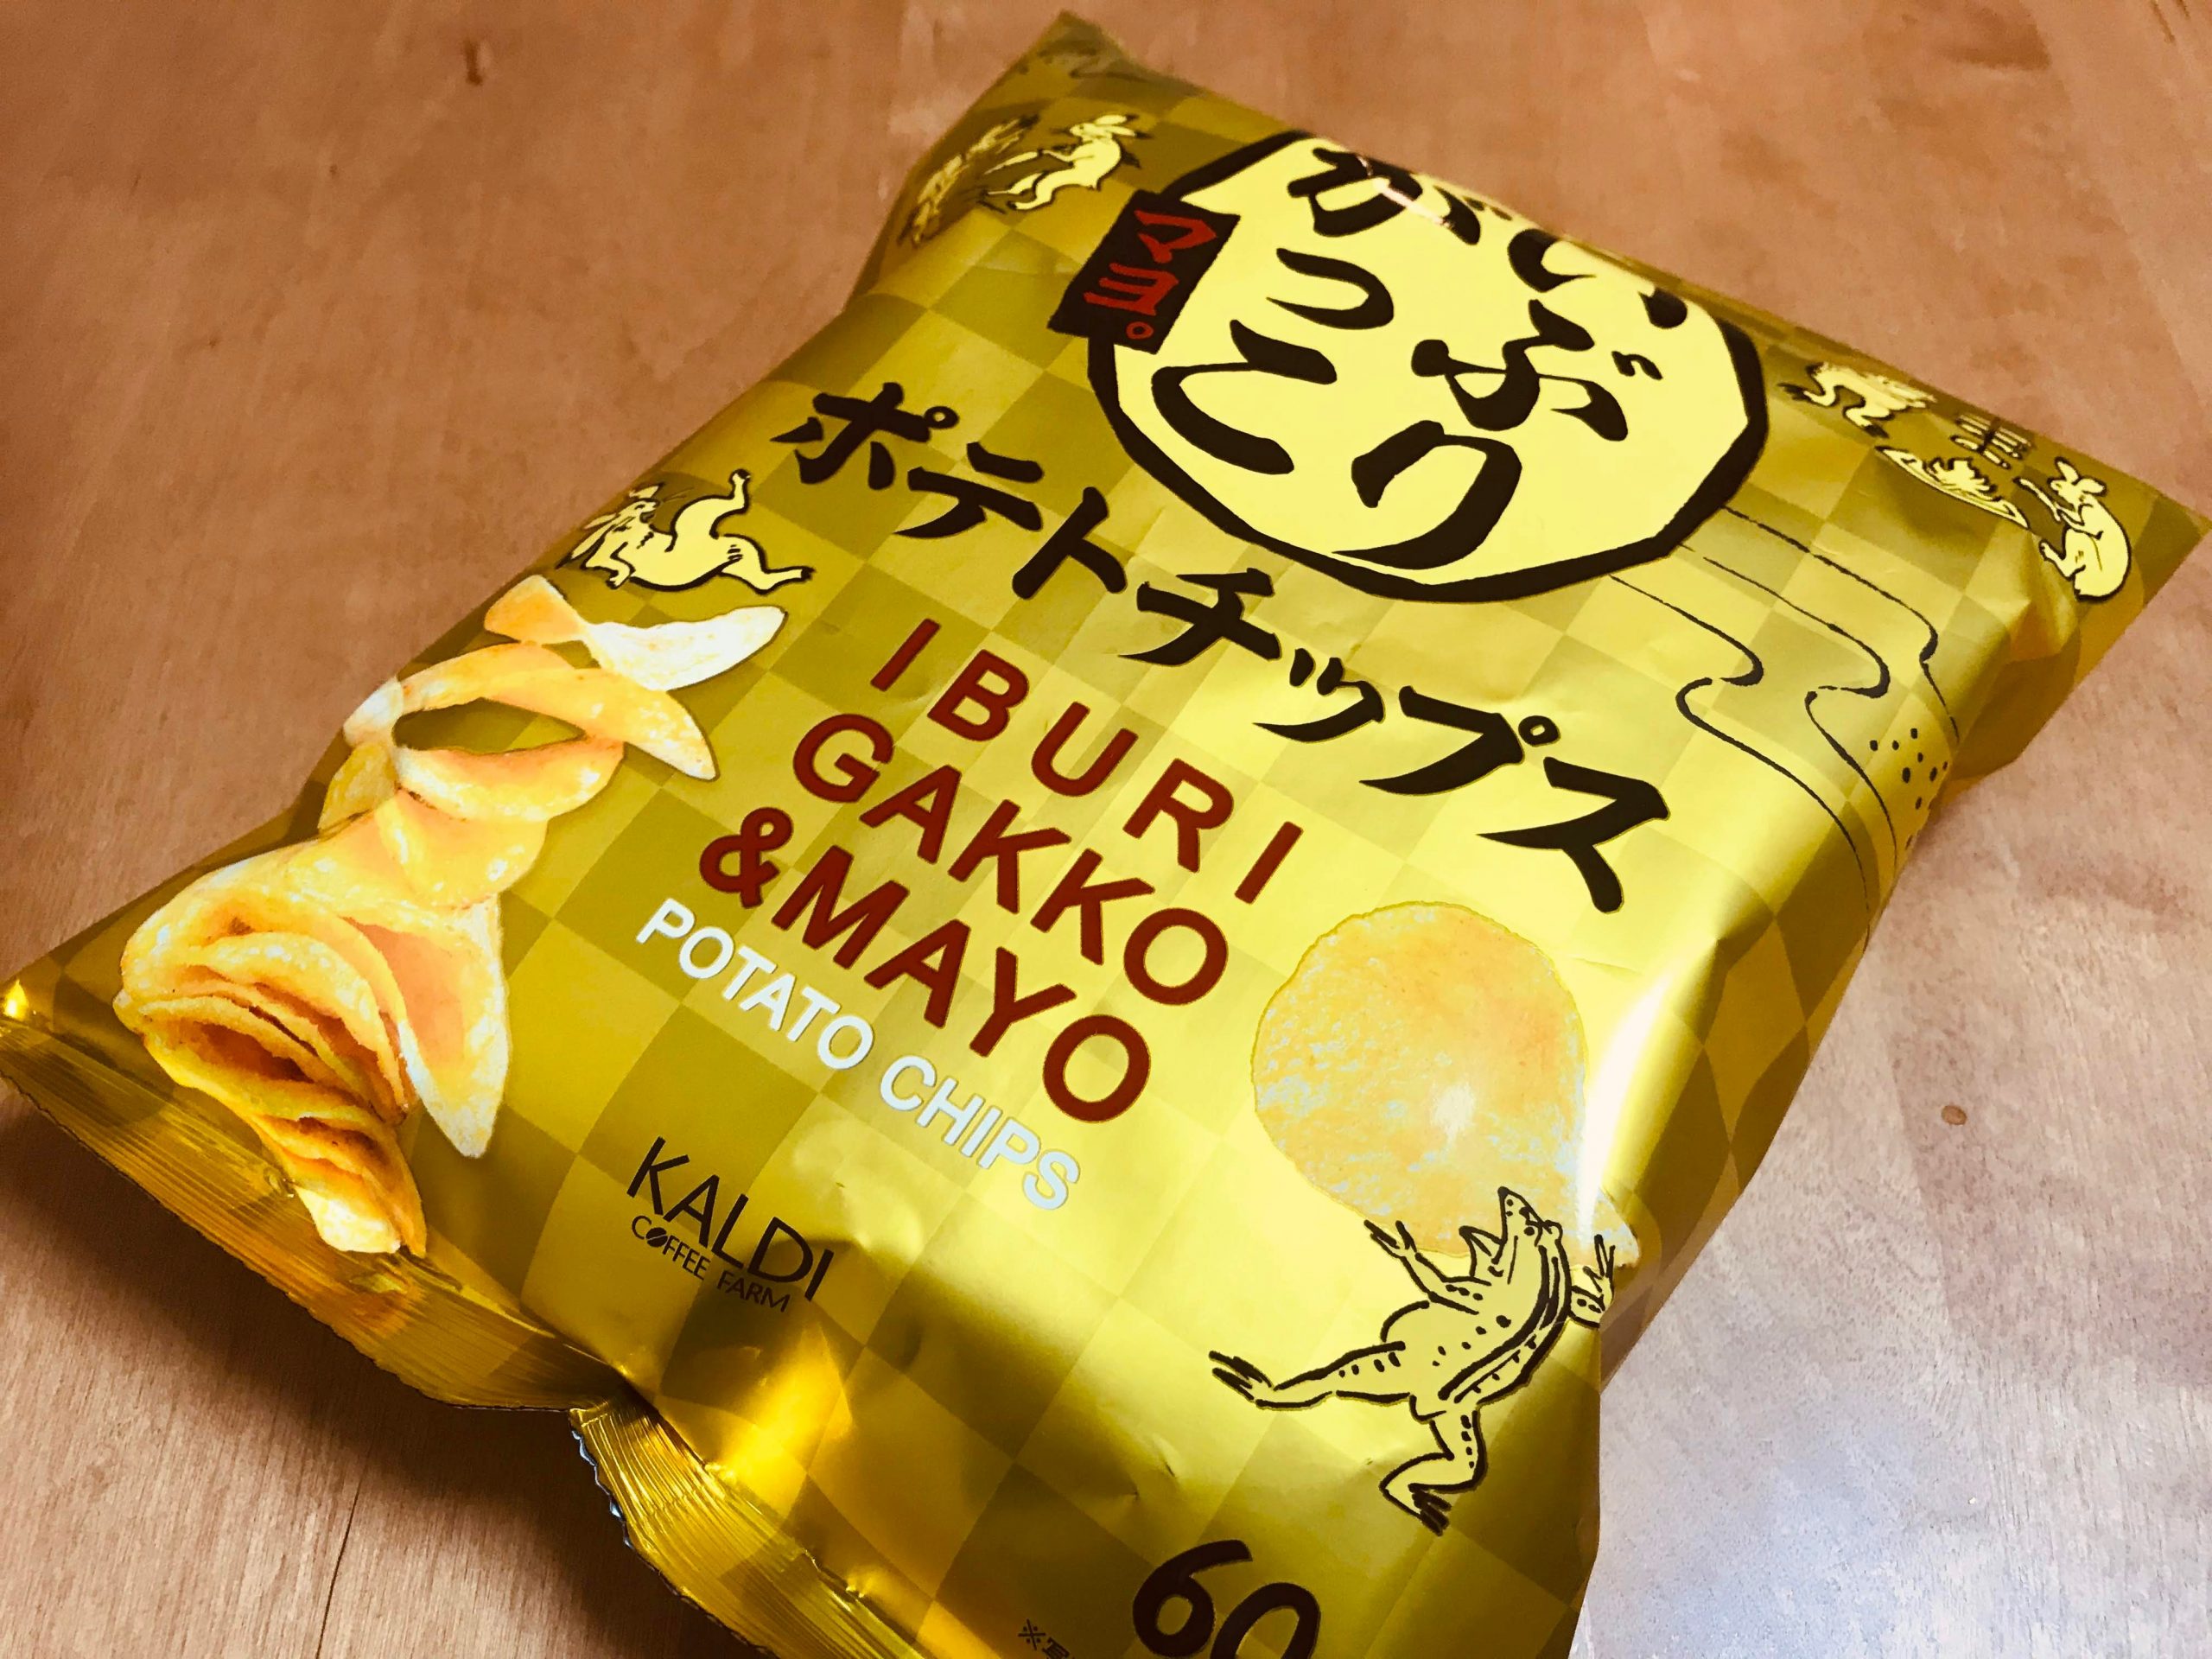 いぶり
がっこ
マヨ。
ポテトチップス
IBURI
GAKKO
&MAYO
POTATO CHIPS
KALDI
COFFEE FARM
60